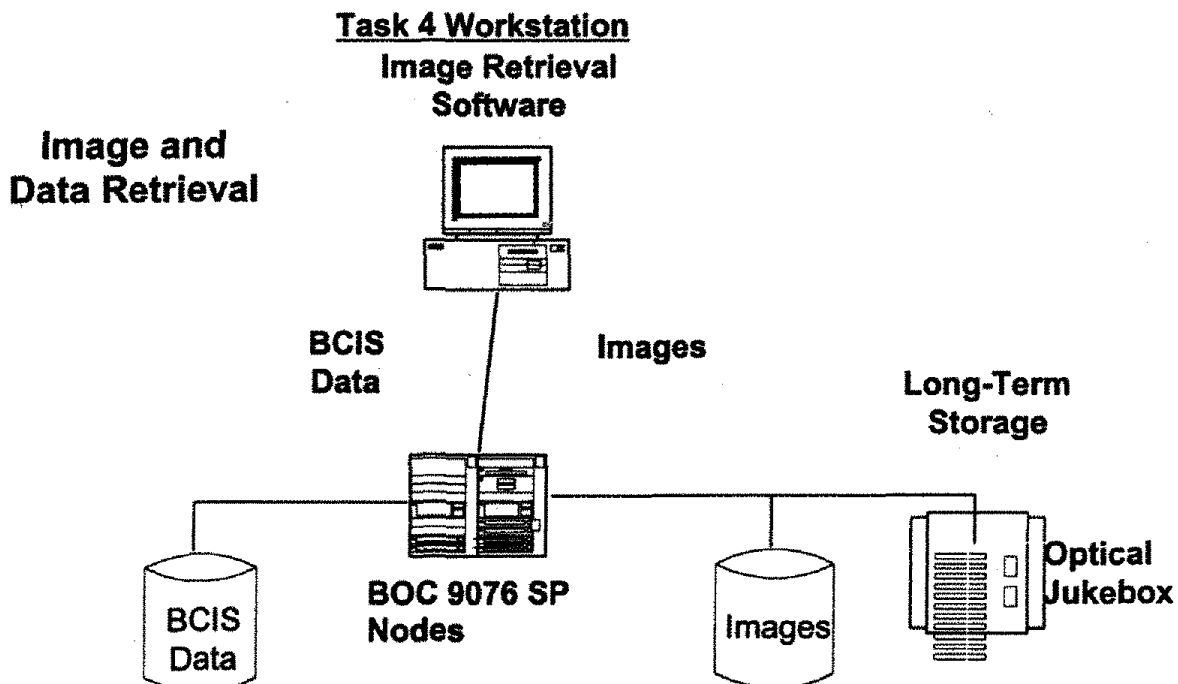 Task 4 Workstation
Image Retrieval
Software
Image and
Data Retrieval
BCIS
Data
Images
Long-Term
Storage
BOC 9076 SP
Nodes
Optical
Jukebox
BCIS
Data
Images